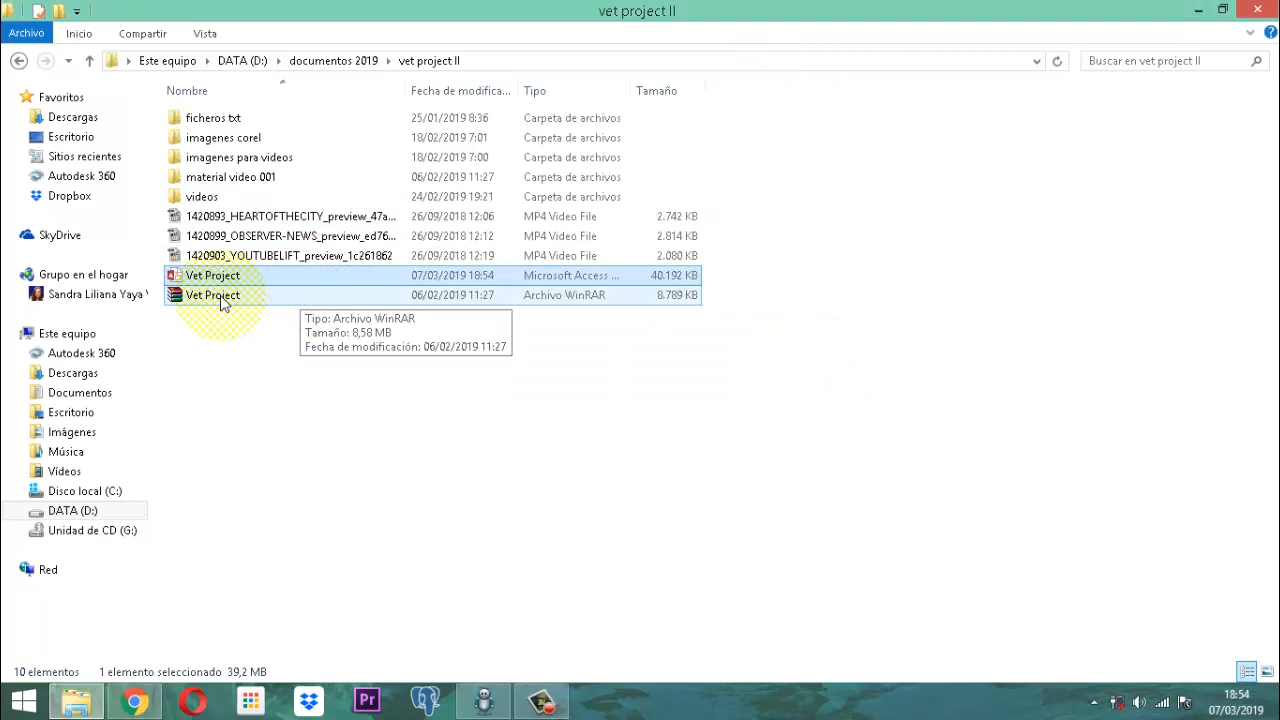 vet project II
Archivo Inicio Compartir Vista
Este equipo DATA (D:) documentos 2019 vet project II
Buscar en vet project II
Nombre Fecha de modifica... Tipo Tamaño
ficheros txt 25/01/2019 8:36 Carpeta de archivos
imagenes corel 18/02/2019 7:01 Carpeta de archivos
imagenes para videos 18/02/2019 7:00 Carpeta de archivos
material video 001 06/02/2019 11:27 Carpeta de archivos
videos 24/02/2019 19:21 Carpeta de archivos
1420893_HEARTOFTHECITY_preview_47a... 26/09/2018 12:06 MP4 Video File 2.742 KB
1420899_OBSERVER-NEWS_preview_ed76... 26/09/2018 12:12 MP4 Video File 2.814 KB
1420903_YOUTUBELIFT_preview_1c261862 26/09/2018 12:19 MP4 Video File 2.080 KB
Vet Project 07/03/2019 18:54 Microsoft Access ... 40.192 KB
Vet Project 06/02/2019 11:27 Archivo WinRAR 8.789 KB
Tipo: Archivo WinRAR
Tamaño: 8,58 MB
Fecha de modificación: 06/02/2019 11:27
Favoritos
Descargas
Escritorio
Sitios recientes
Autodesk 360
Dropbox
SkyDrive
Grupo en el hogar
Sandra Liliana Yaya
Este equipo
Autodesk 360
Descargas
Documentos
Escritorio
Imágenes
Música
Vídeos
Disco local (C:)
DATA (D:)
Unidad de CD (G:)
Red
10 elementos 1 elemento seleccionado 39,2 MB
Pr
18:54
07/03/2019